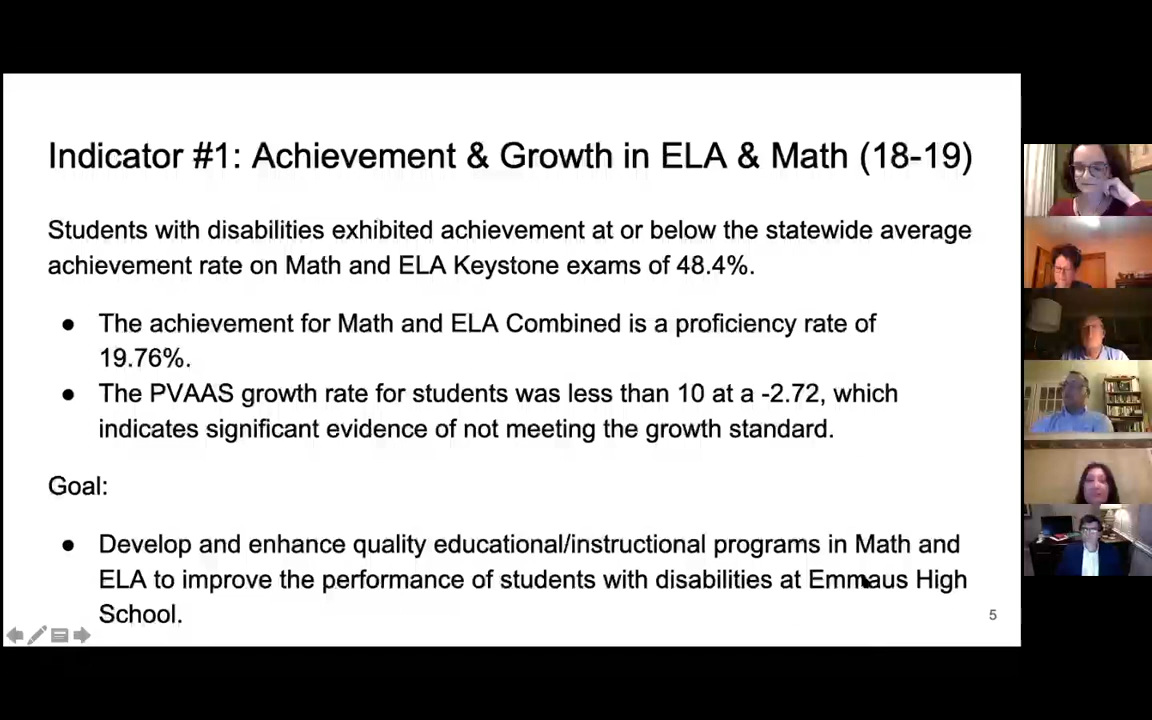 Indicator #1: Achievement & Growth in ELA & Math (18-19)
Students with disabilities exhibited achievement at or below the statewide average
achievement rate on Math and ELA Keystone exams of 48.4%.
● The achievement for Math and ELA Combined is a proficiency rate of
19.76%.
● The PVAAS growth rate for students was less than 10 at a -2.72, which
indicates significant evidence of not meeting the growth standard.
Goal:
● Develop and enhance quality educational/instructional programs in Math and
ELA to improve the performance of students with disabilities at Emmaus High
School.
5